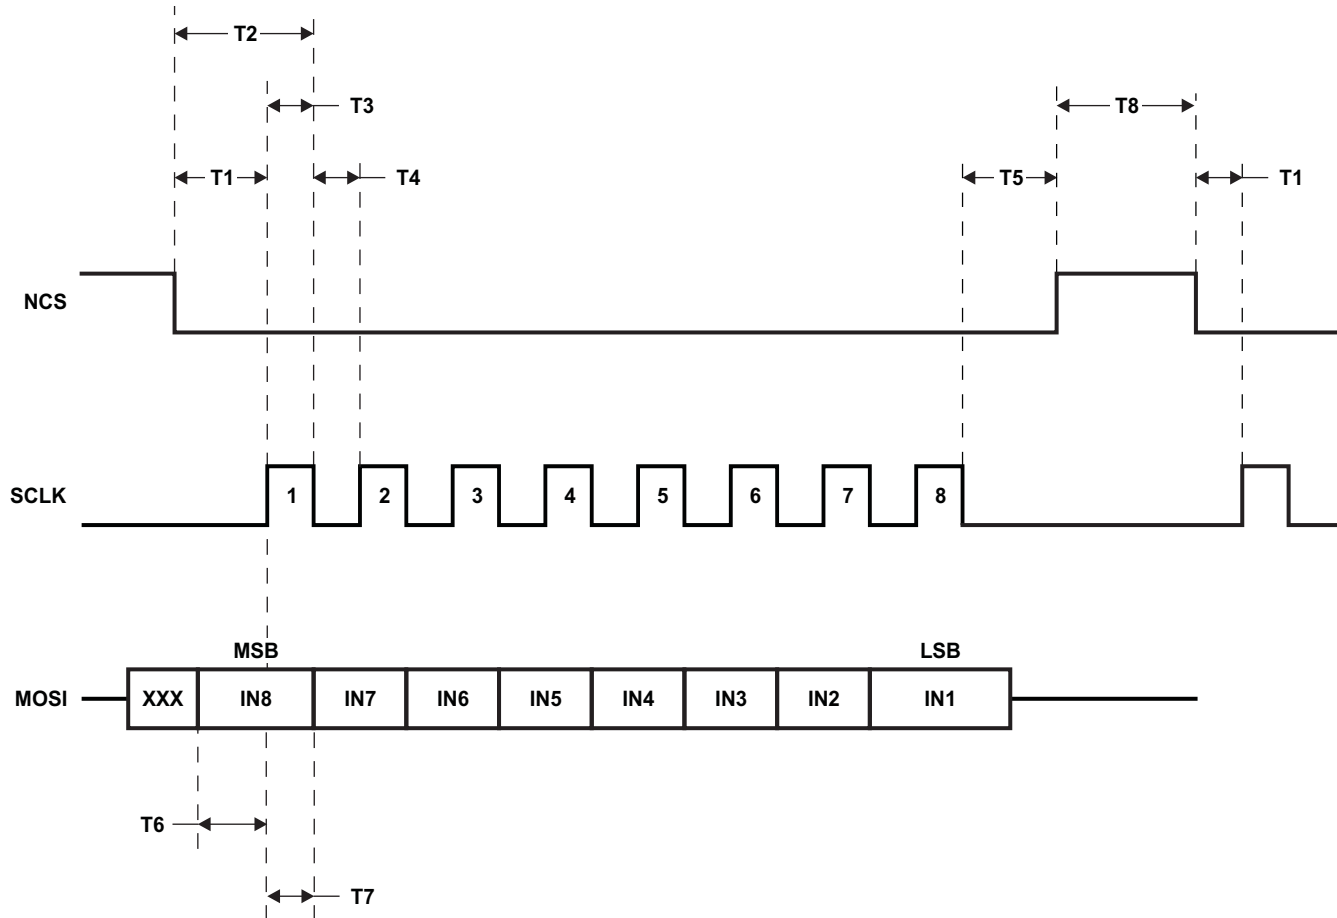 T2
T3
T8
T1
T4
T5
T1
NCS
SCLK
1
2
3
4
5
6
7
8
MSB
LSB
MOSI
XXX
IN8
IN7
IN6
IN5
IN4
IN3
IN2
IN1
T6
T7